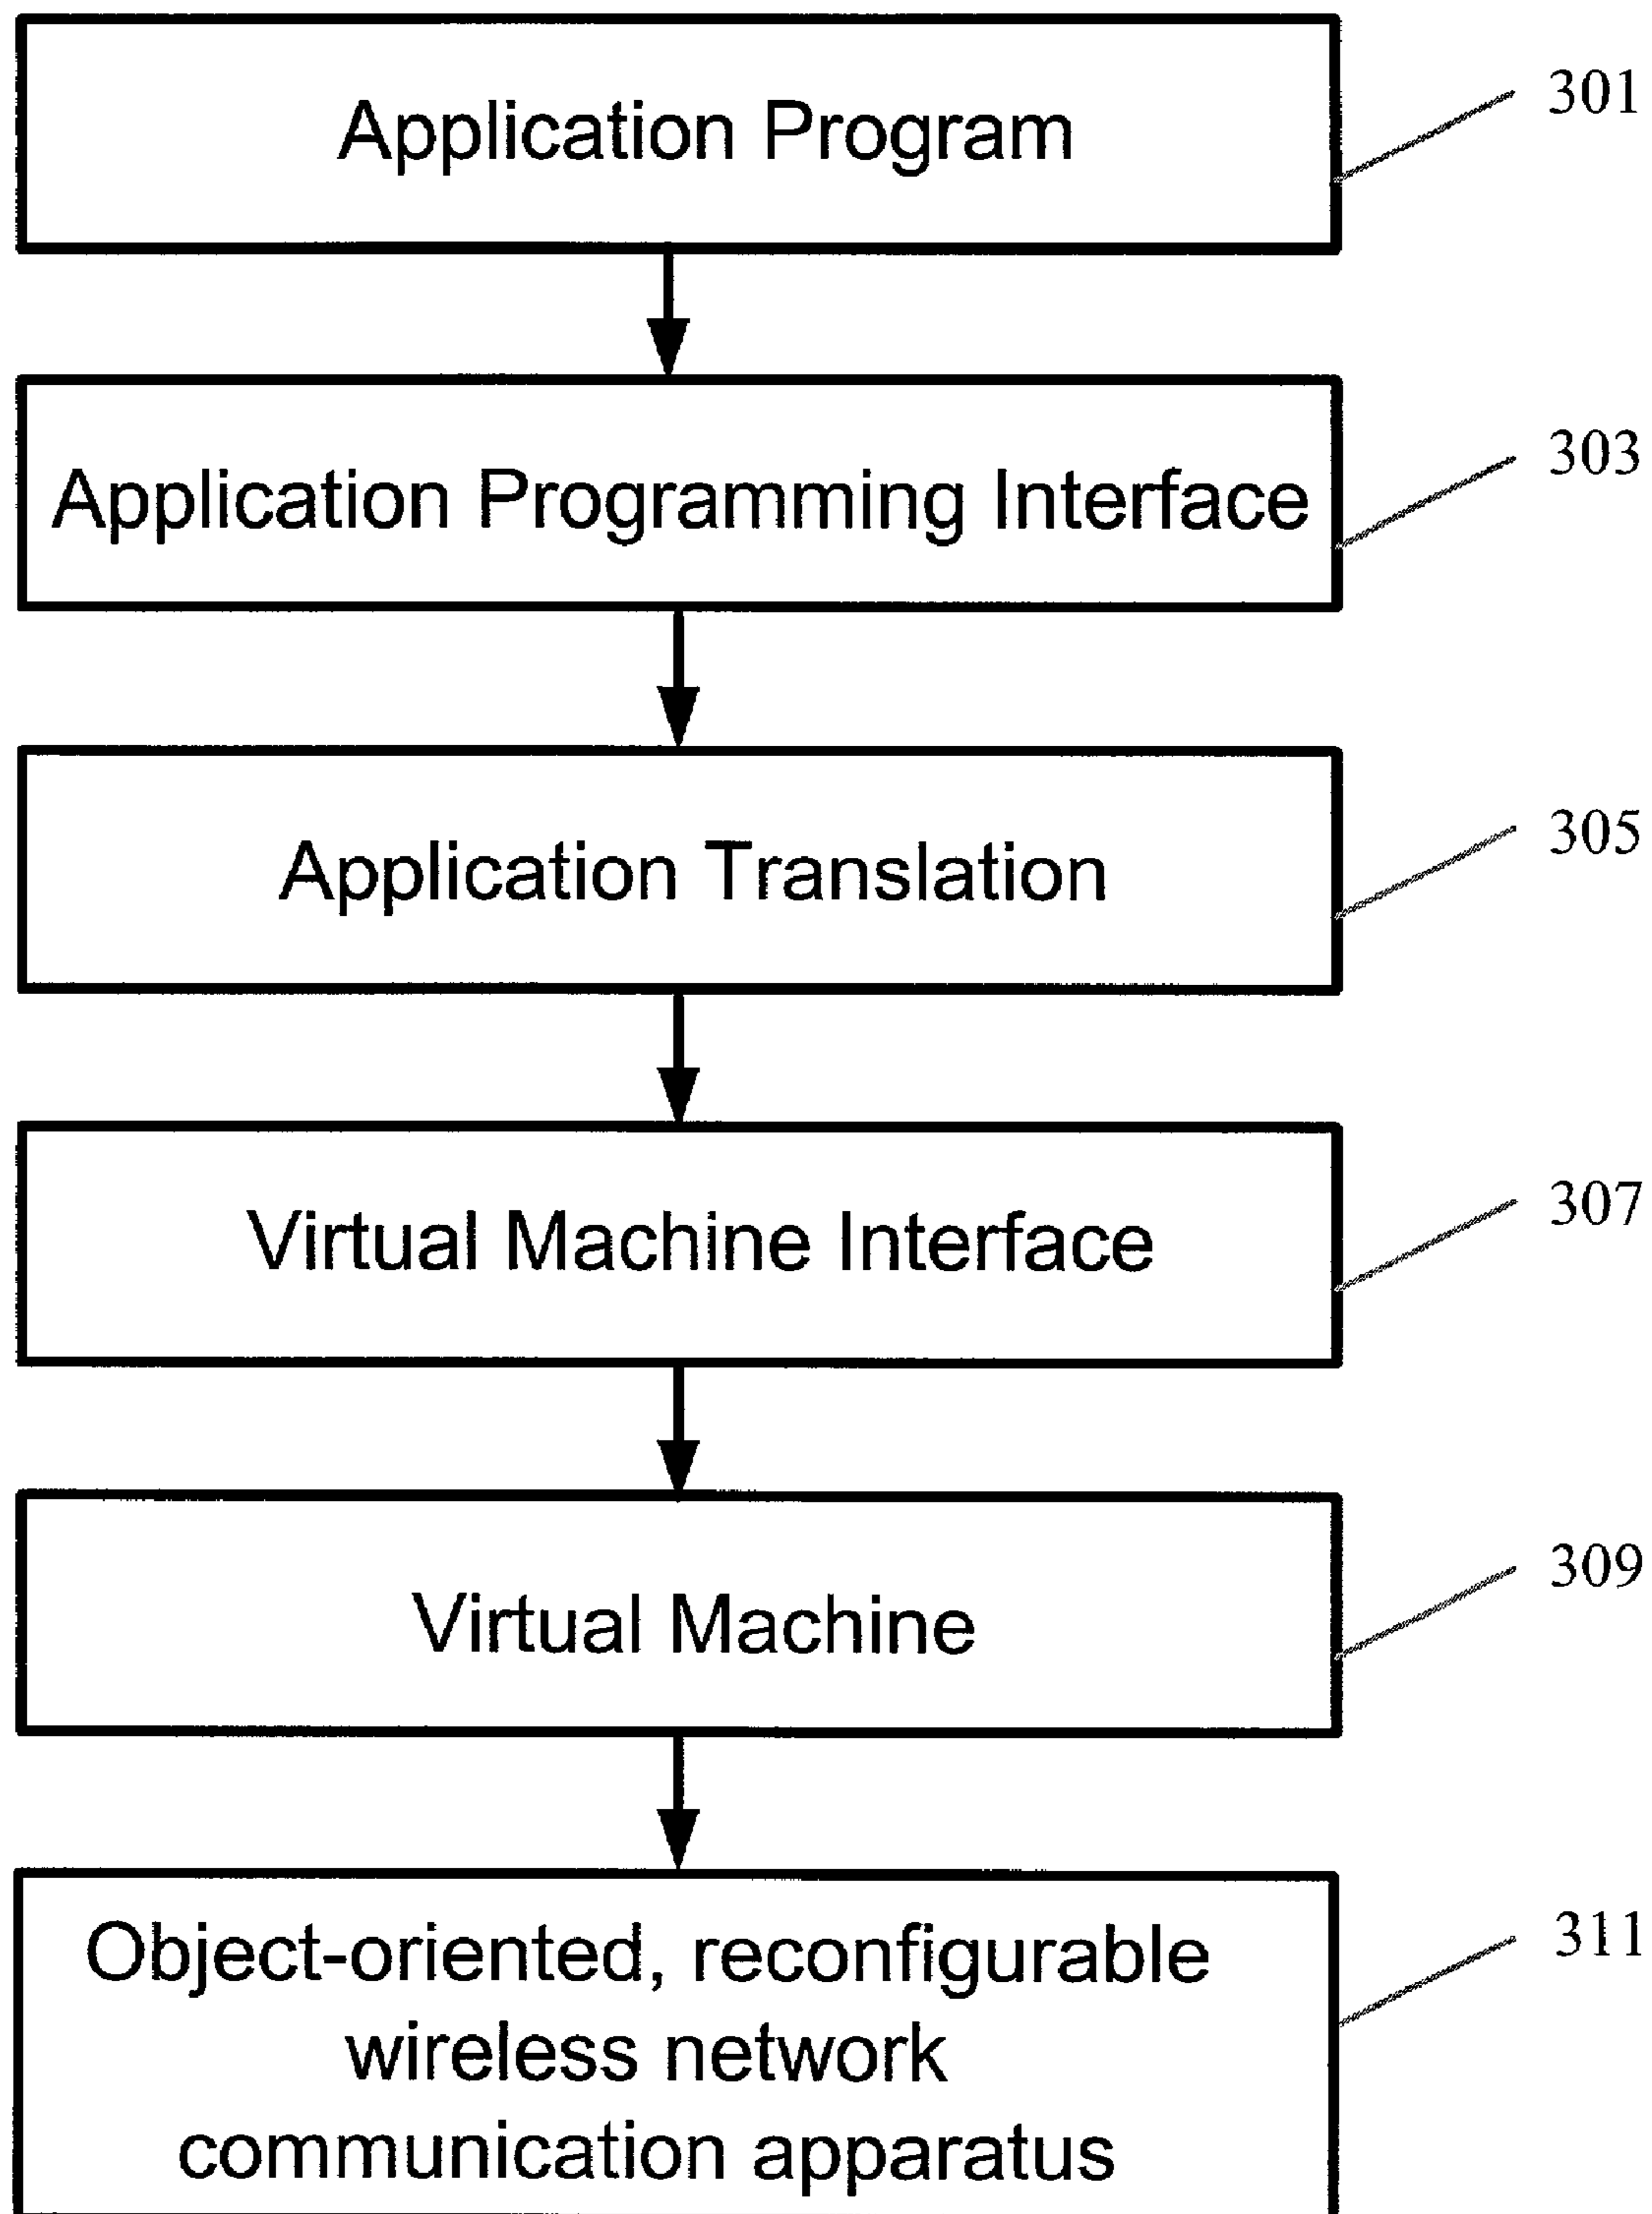 Application Program
301
Application Programming Interface
303
Application Translation
305
Virtual Machine Interface
307
Virtual Machine
309
Object-oriented, reconfigurable
wireless network
communication apparatus
311